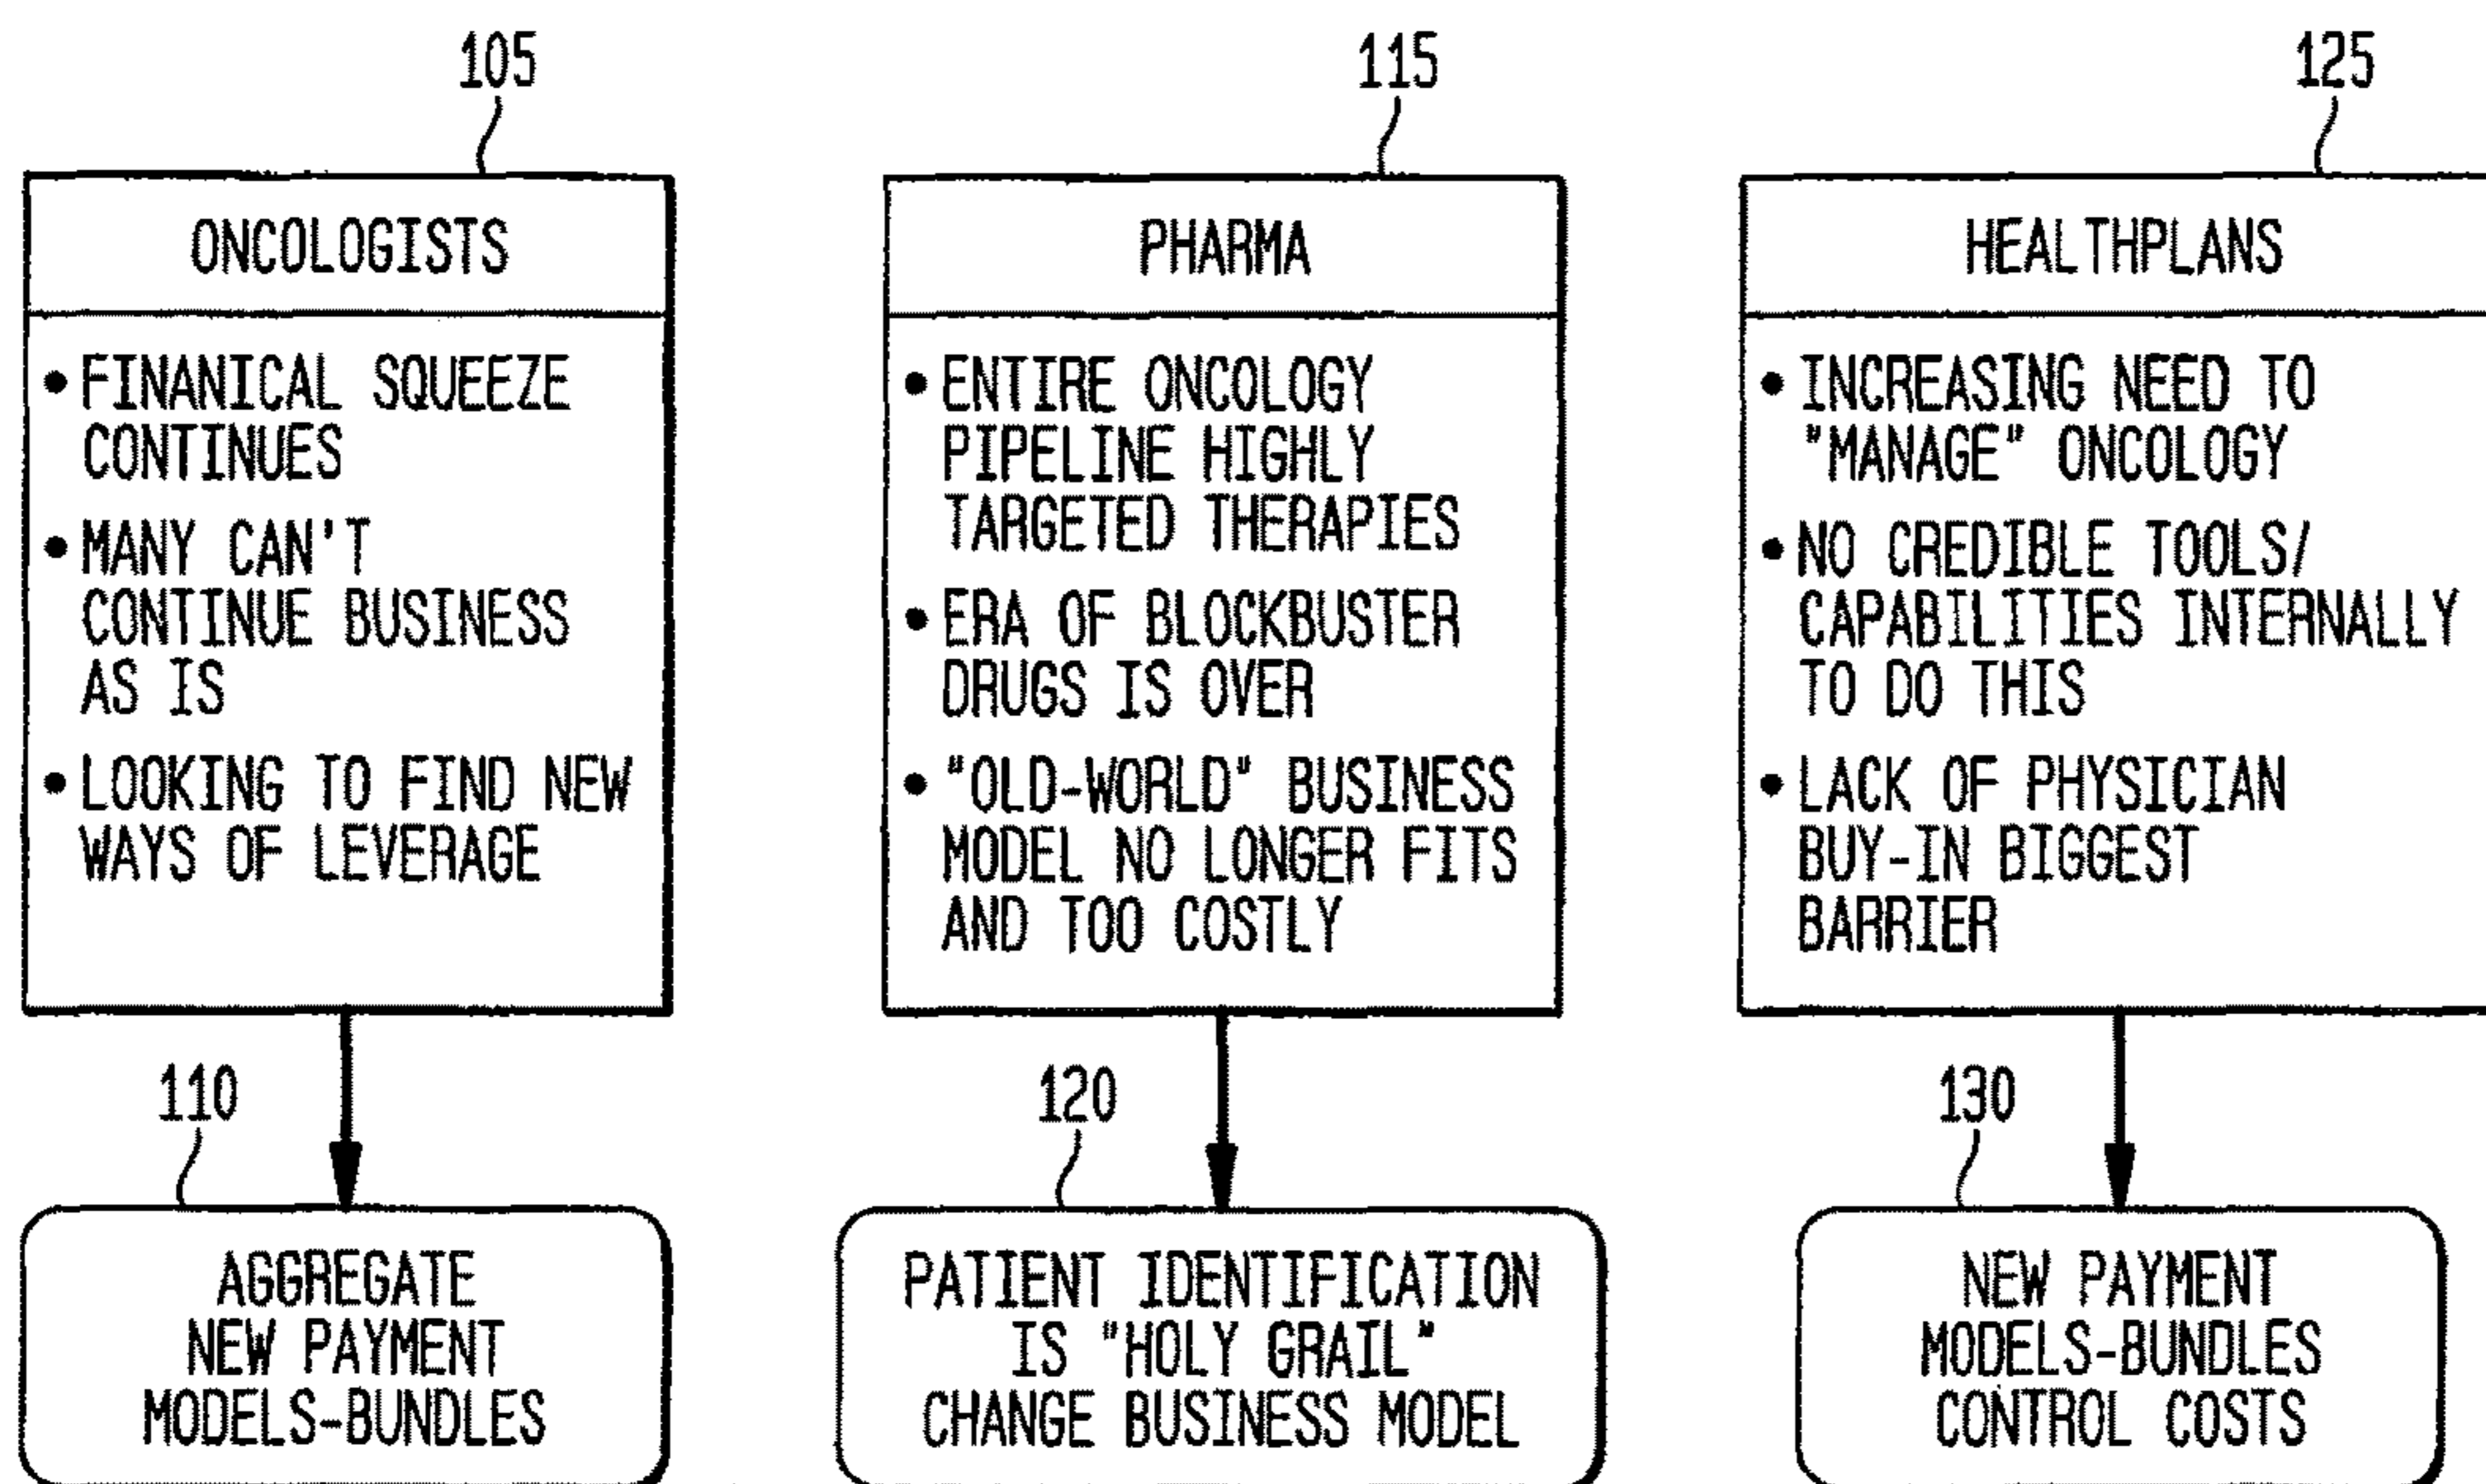 105
ONCOLOGISTS
• FINANICAL SQUEEZE
CONTINUES
• MANY CAN'T
CONTINUE BUSINESS
AS IS
• LOOKING TO FIND NEW
WAYS OF LEVERAGE
110
AGGREGATE
NEW PAYMENT
MODELS-BUNDLES
115
PHARMA
• ENTIRE ONCOLOGY
PIPELINE HIGHLY
TARGETED THERAPIES
• ERA OF BLOCKBUSTER
DRUGS IS OVER
• "OLD-WORLD" BUSINESS
MODEL NO LONGER FITS
AND TOO COSTLY
120
PATIENT IDENTIFICATION
IS "HOLY GRAIL"
CHANGE BUSINESS MODEL
125
HEALTHPLANS
• INCREASING NEED TO
"MANAGE" ONCOLOGY
• NO CREDIBLE TOOLS/
CAPABILITIES INTERNALLY
TO DO THIS
• LACK OF PHYSICIAN
BUY-IN BIGGEST
BARRIER
130
NEW PAYMENT
MODELS-BUNDLES
CONTROL COSTS